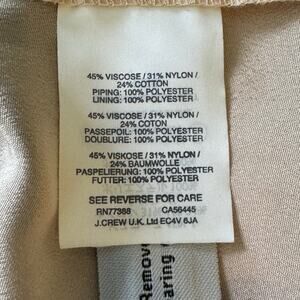 45% VISCOSE / 31% NYLON /
24% COTTON
PIPING: 100% POLYESTER
LINING: 100% POLYESTER
45% VISCOSE / 31% NYLON /
24% COTON
PASSEPOIL: 100% POLYESTER
DOUBLURE: 100% POLYESTER
45% VISKOSE / 31% NYLON /
24% BAUMWOLLE
PASPELIERUNG: 100% POLYESTER
FUTTER: 100% POLYESTER
SEE REVERSE FOR CARE
RN77388 CA56445
J.CREW U.K. Ltd EC4V 6JA
Remove